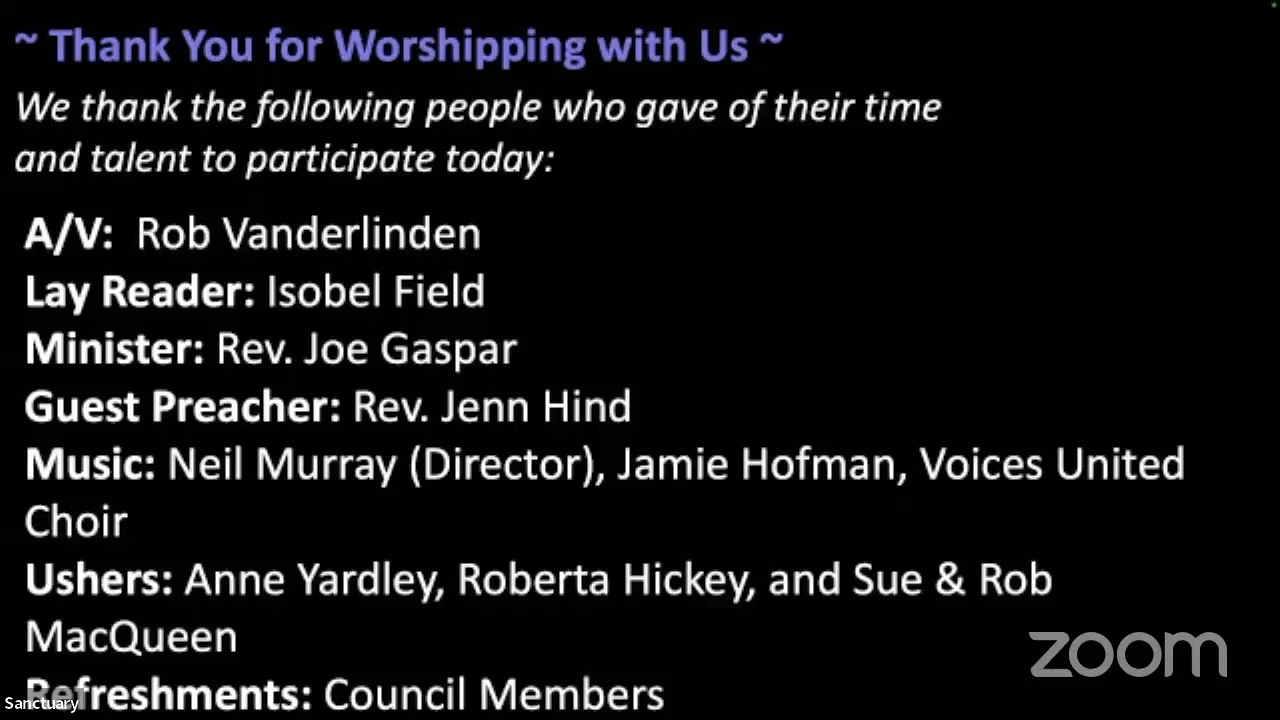 ~ Thank You for Worshipping with Us ~
We thank the following people who gave of their time
and talent to participate today:
A/V: Rob Vanderlinden
Lay Reader: Isobel Field
Minister: Rev. Joe Gaspar
Guest Preacher: Rev. Jenn Hind
Music: Neil Murray (Director), Jamie Hofman, Voices United
Choir
Ushers: Anne Yardley, Roberta Hickey, and Sue & Rob
MacQueen
zoom
Refreshments: Council Members
Sanctuary